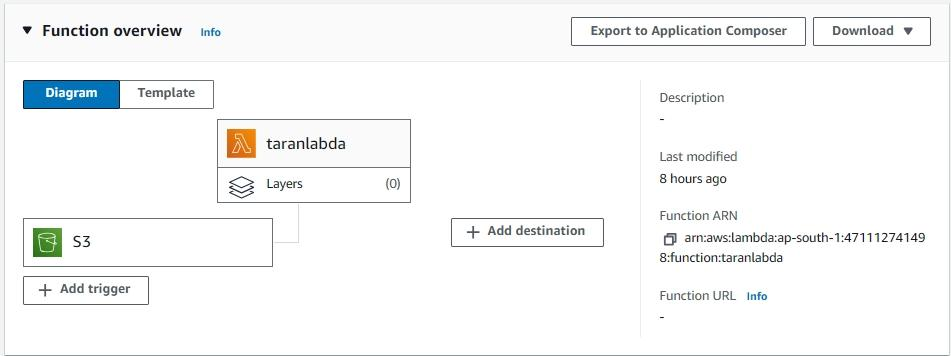 Function overview Info
Export to Application Composer
Download
Diagram
Template
taranlabda
Layers (0)
S3
Add trigger
Add destination
Description
-
Last modified
8 hours ago
Function ARN
arn:aws:lambda:ap-south-1:47111274149
8:function:taranlabda
Function URL Info
-